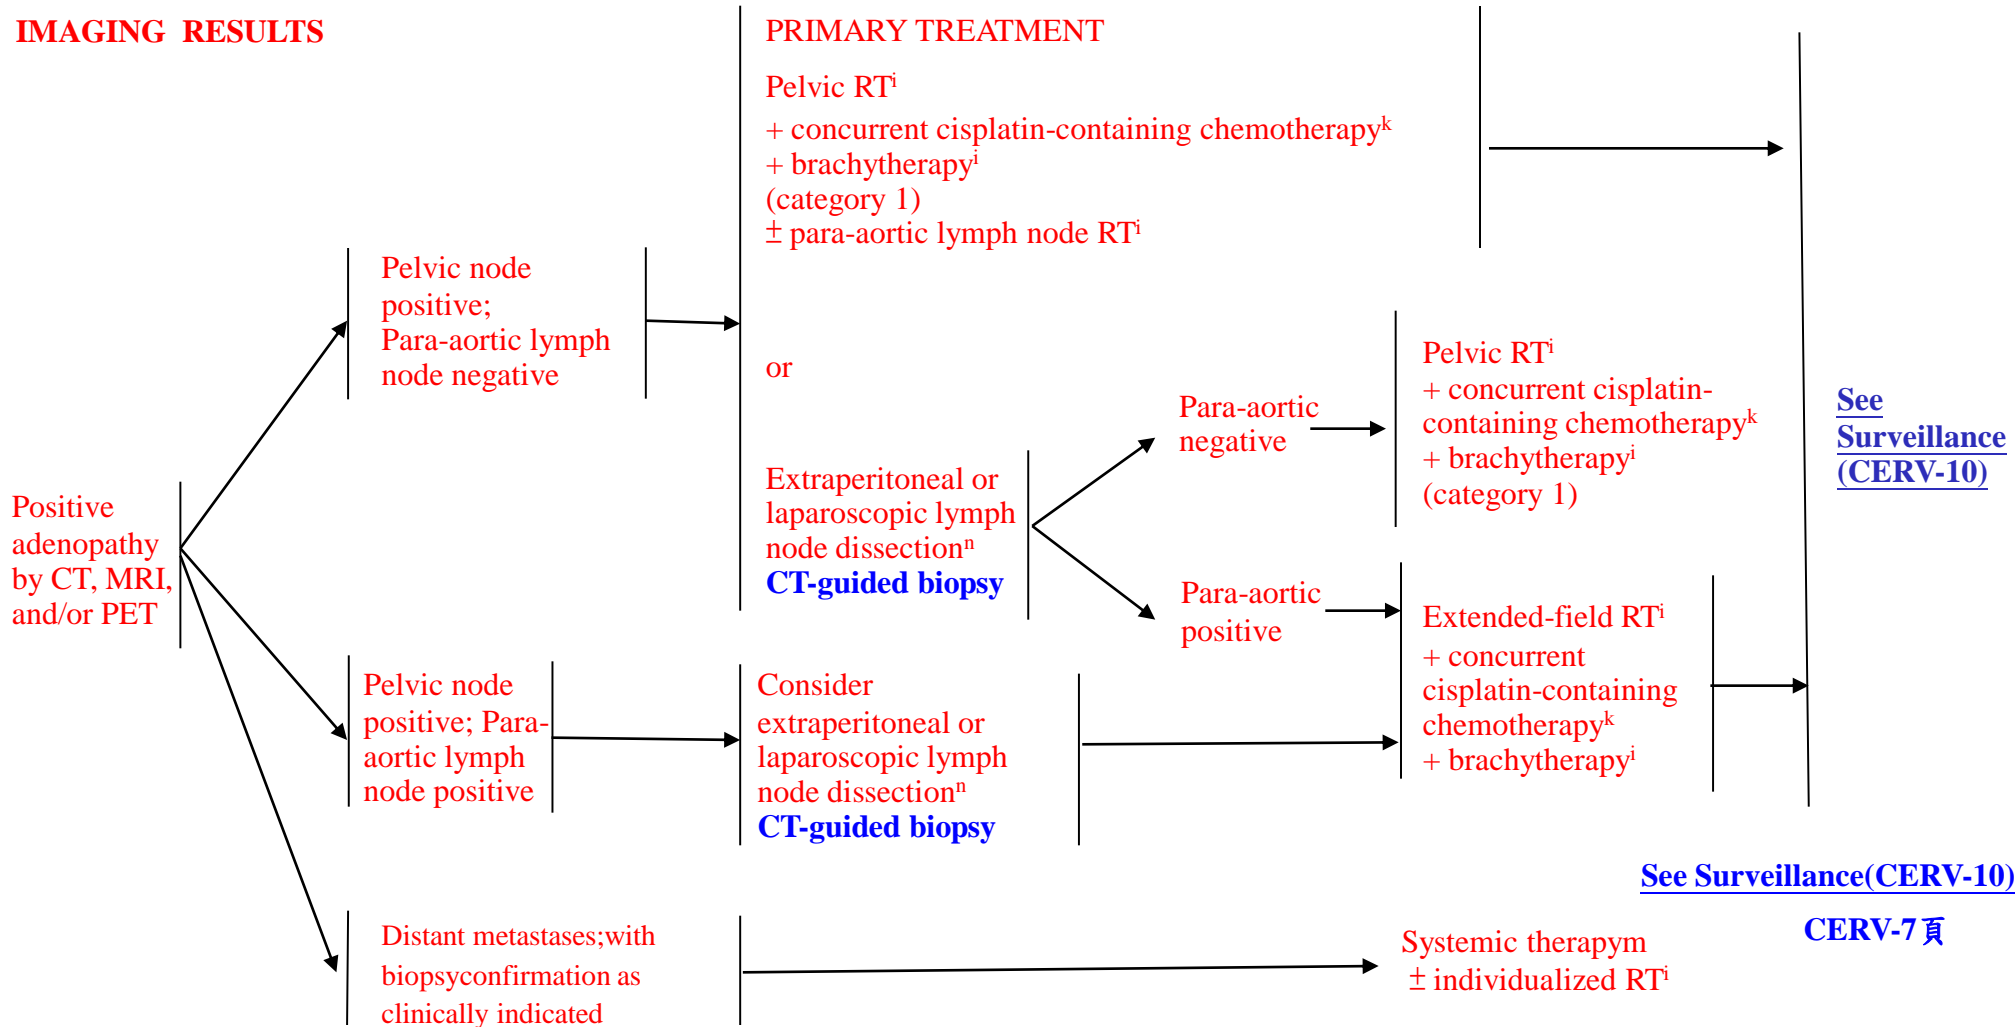 IMAGING RESULTS
PRIMARY TREATMENT
Pelvic RTⁱ
+ concurrent cisplatin-containing chemotherapyᵏ
+ brachytherapyⁱ
(category 1)
± para-aortic lymph node RTⁱ
Pelvic node
positive;
Para-aortic lymph
node negative
or
Extraperitoneal or
laparoscopic lymph
node dissectionⁿ
CT-guided biopsy
Para-aortic
negative
Pelvic RTⁱ
+ concurrent cisplatin-
containing chemotherapyᵏ
+ brachytherapyⁱ
(category 1)
See
Surveillance
(CERV-10)
Positive
adenopathy
by CT, MRI,
and/or PET
Para-aortic
positive
Extended-field RTⁱ
+ concurrent
cisplatin-containing
chemotherapyᵏ
+ brachytherapyⁱ
Pelvic node
positive; Para-
aortic lymph
node positive
Consider
extraperitoneal or
laparoscopic lymph
node dissectionⁿ
CT-guided biopsy
See Surveillance(CERV-10)
CERV-7頁
Distant metastases;with
biopsyconfirmation as
clinically indicated
Systemic therapym
± individualized RTⁱ